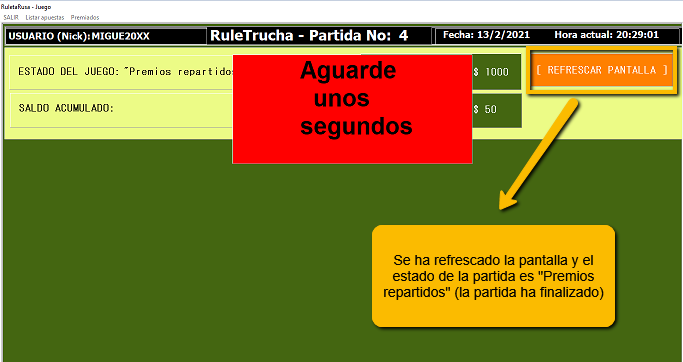 RuletaRusa - Juego
SALIR Listar apuestas Premiados
USUARIO (Nick):MIGUE20XX RuleTrucha - Partida No: 4 Fecha: 13/2/2021 Hora actual: 20:29:01
ESTADO DEL JUEGO: "Premios repartidos $ 1000 [ REFRESCAR PANTALLA ]
Aguarde
unos
segundos
SALDO ACUMULADO: $ 50
Se ha refrescado la pantalla y el
estado de la partida es "Premios
repartidos" (la partida ha finalizado)